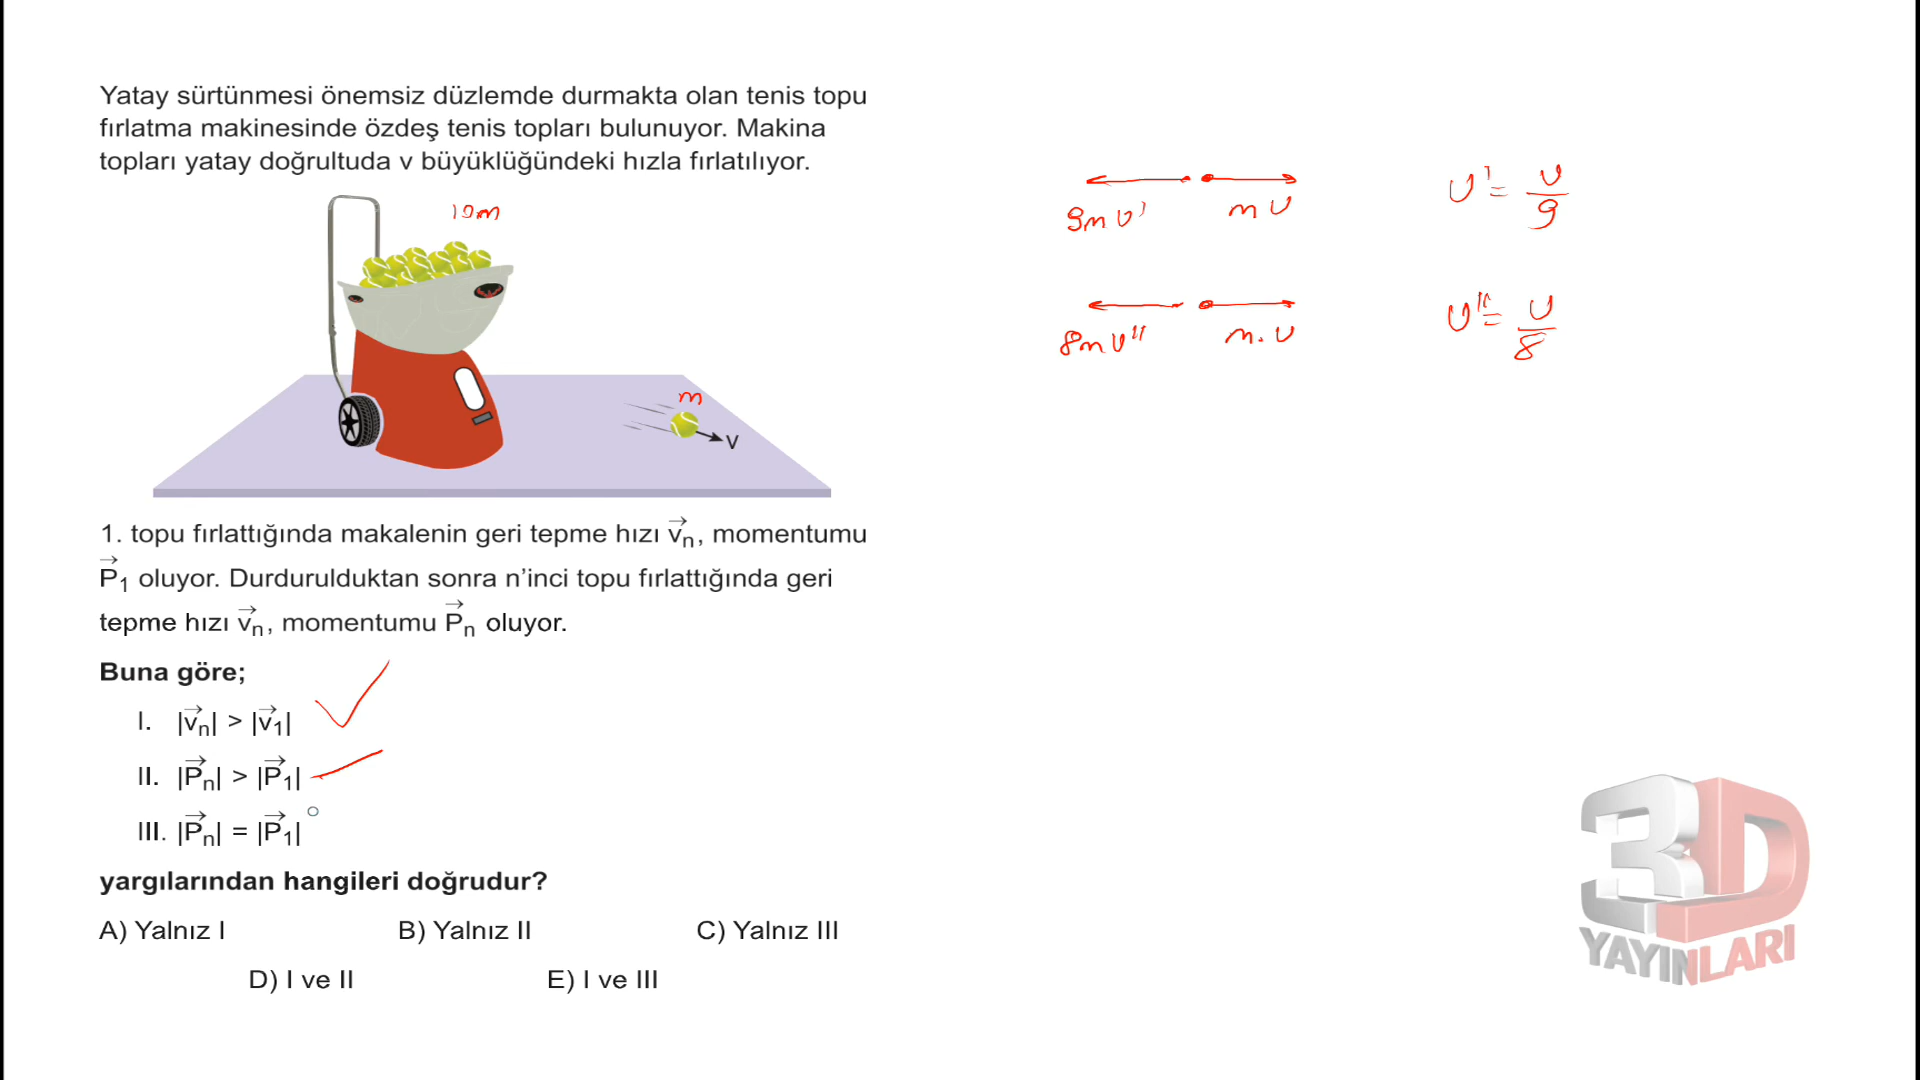 Yatay sürtünmesi önemsiz düzlemde durmakta olan tenis topu
fırlatma makinesinde özdeş tenis topları bulunuyor. Makina
topları yatay doğrultuda v büyüklüğündeki hızla fırlatılıyor.
10m
m
v
1. topu fırlattığında makalenin geri tepme hızı v⃗n, momentumu
P⃗1 oluyor. Durdurulduktan sonra n’inci topu fırlattığında geri
tepme hızı v⃗n, momentumu P⃗n oluyor.
Buna göre;
I. |v⃗n| > |v⃗1|
II. |P⃗n| > |P⃗1|
III. |P⃗n| = |P⃗1|
yargılarından hangileri doğrudur?
A) Yalnız I B) Yalnız II C) Yalnız III
D) I ve II E) I ve III
9mv' mv v' = v/9
8mv'' m.v v'' = v/8
3D
YAYINLARI